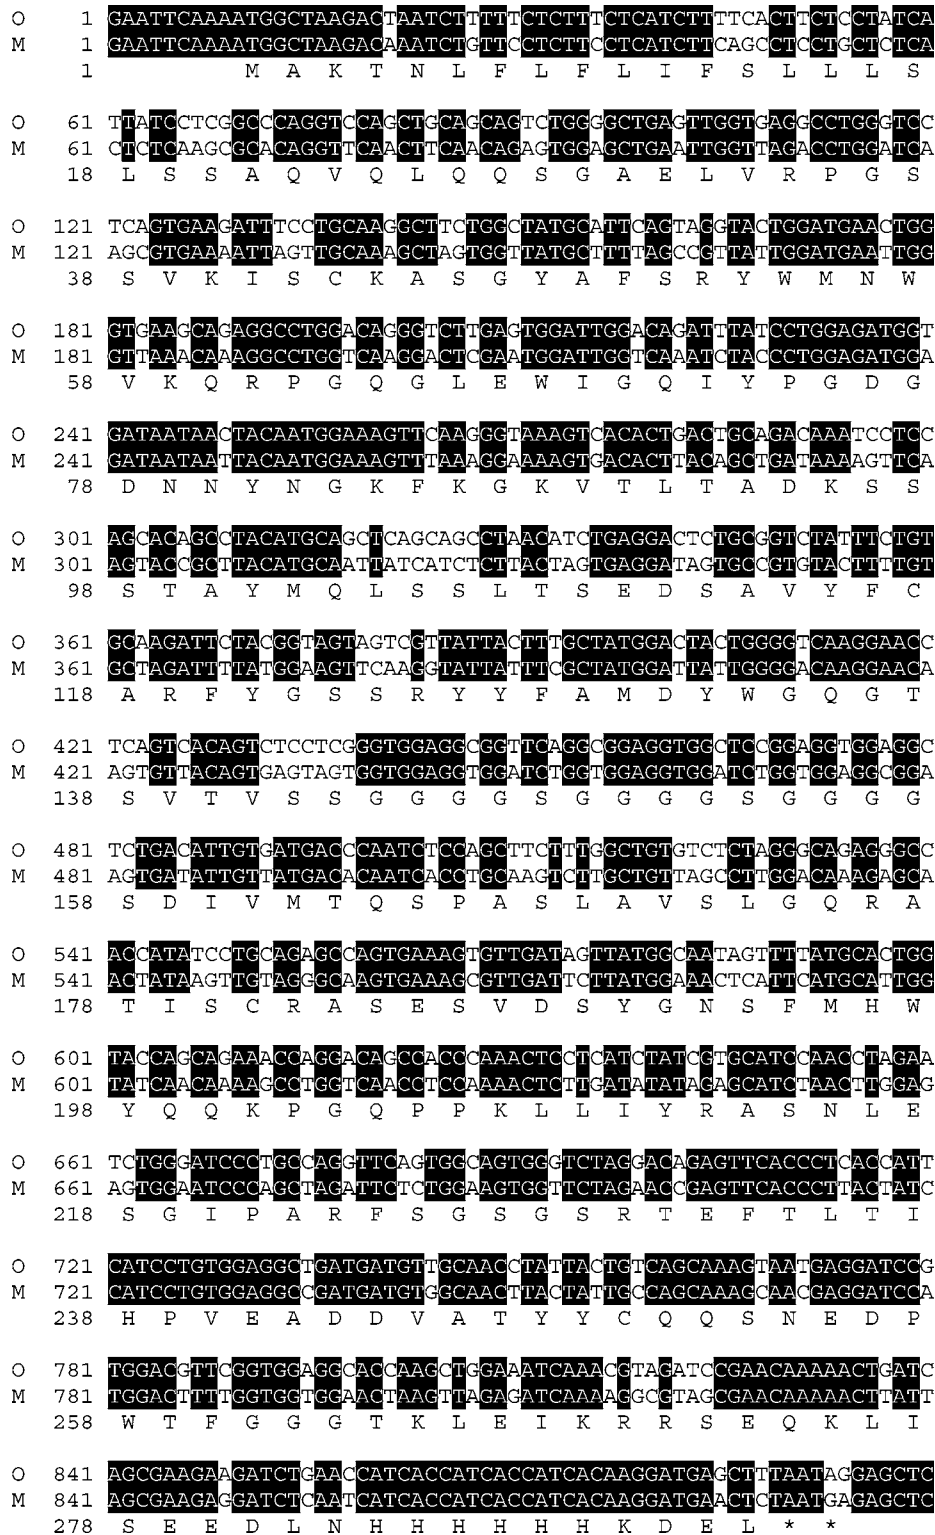 O 1 GAATTCAAAATGGCTAAGACTAATCTTTTTCTCTTTCTCATCTTTTCACTTCTCCTATCA
M 1 GAATTCAAAATGGCTAAGACAAATCTGTTCCTCTTCCTCATCTTCAGCCTCCTGCTCTCA
1 M A K T N L F L F L I F S L L L S
O 61 TTATCCTCGGCCCAGGTCCAGCTGCAGCAGTCTGGGGCTGAGTTGGTGAGGCCTGGGTCC
M 61 CTCTCAAGCGCACAGGTTCAACTTCAACAGAGTGGAGCTGAATTGGTTAGACCTGGATCA
18 L S S A Q V Q L Q Q S G A E L V R P G S
O 121 TCAGTGAAGATTTCCTGCAAGGCTTCTGGCTATGCATTCAGTAGGTACTGGATGAACTGG
M 121 AGCGTGAAAATTAGTTGCAAAGCTAGTGGTTATGCTTTTAGCCGTTATTGGATGAATTGG
38 S V K I S C K A S G Y A F S R Y W M N W
O 181 GTGAAGCAGAGGCCTGGACAGGGTCTTGAGTGGATTGGACAGATTTATCCTGGAGATGGT
M 181 GTTAAACAAAGGCCTGGTCAAGGACTCGAATGGATTGGTCAAATCTACCCTGGAGATGGA
58 V K Q R P G Q G L E W I G Q I Y P G D G
O 241 GATAATAACTACAATGGAAAGTTCAAGGGTAAAGTCACACTGACTGCAGACAAATCCTCC
M 241 GATAATAATTACAATGGAAAGTTTAAAGGAAAAGTGACACTTACAGCTGATAAAAGTTCA
78 D N N Y N G K F K G K V T L T A D K S S
O 301 AGCACAGCCTACATGCAGCTCAGCAGCCTAACATCTGAGGACTCTGCGGTCTATTTCTGT
M 301 AGTACCGCTTACATGCAATTATCATCTCTTACTAGTGAGGATAGTGCCGTGTACTTTTGT
98 S T A Y M Q L S S L T S E D S A V Y F C
O 361 GCAAGATTCTACGGTAGTAGTCGTTATTACTTTGCTATGGACTACTGGGGTCAAGGAACC
M 361 GCTAGATTTTATGGAAGTTCAAGGTATTATTTCGCTATGGATTATTGGGGACAAGGAACA
118 A R F Y G S S R Y Y F A M D Y W G Q G T
O 421 TCAGTCACAGTCTCCTCGGGTGGAGGCGGTTCAGGCGGAGGTGGCTCCGGAGGTGGAGGC
M 421 AGTGTTACAGTGAGTAGTGGTGGAGGTGGATCTGGTGGAGGTGGATCTGGTGGAGGCGGA
138 S V T V S S G G G G S G G G G S G G G G
O 481 TCTGACATTGTGATGACCCAATCTCCAGCTTCTTTGGCTGTGTCTCTAGGGCAGAGGGCC
M 481 AGTGATATTGTTATGACACAATCACCTGCAAGTCTTGCTGTTAGCCTTGGACAAAGAGCA
158 S D I V M T Q S P A S L A V S L G Q R A
O 541 ACCATATCCTGCAGAGCCAGTGAAAGTGTTGATAGTTATGGCAATAGTTTTATGCACTGG
M 541 ACTATAAGTTGTAGGGCAAGTGAAAGCGTTGATTCTTATGGAAACTCATTCATGCATTGG
178 T I S C R A S E S V D S Y G N S F M H W
O 601 TACCAGCAGAAACCAGGACAGCCACCCAAACTCCTCATCTATCGTGCATCCAACCTAGAA
M 601 TATCAACAAAAGCCTGGTCAACCTCCAAAACTCTTGATATATAGAGCATCTAACTTGGAG
198 Y Q Q K P G Q P P K L L I Y R A S N L E
O 661 TCTGGGATCCCTGCCAGGTTCAGTGGCAGTGGGTCTAGGACAGAGTTCACCCTCACCATT
M 661 AGTGGAATCCCAGCTAGATTCTCTGGAAGTGGTTCTAGAACCGAGTTCACCCTTACTATC
218 S G I P A R F S G S G S R T E F T L T I
O 721 CATCCTGTGGAGGCTGATGATGTTGCAACCTATTACTGTCAGCAAAGTAATGAGGATCCG
M 721 CATCCTGTGGAGGCCGATGATGTGGCAACTTACTATTGCCAGCAAAGCAACGAGGATCCA
238 H P V E A D D V A T Y Y C Q Q S N E D P
O 781 TGGACGTTCGGTGGAGGCACCAAGCTGGAAATCAAACGTAGATCCGAACAAAAACTGATC
M 781 TGGACTTTTGGTGGTGGAACTAAGTTAGAGATCAAAAGGCGTAGCGAACAAAAACTTATT
258 W T F G G G T K L E I K R R S E Q K L I
O 841 AGCGAAGAAGATCTGAACCATCACCATCACCATCACAAGGATGAGCTTTAATAGGAGCTC
M 841 AGCGAAGAGGATCTCAATCATCACCATCACCATCACAAGGATGAACTCTAATGAGAGCTC
278 S E E D L N H H H H H H K D E L * *